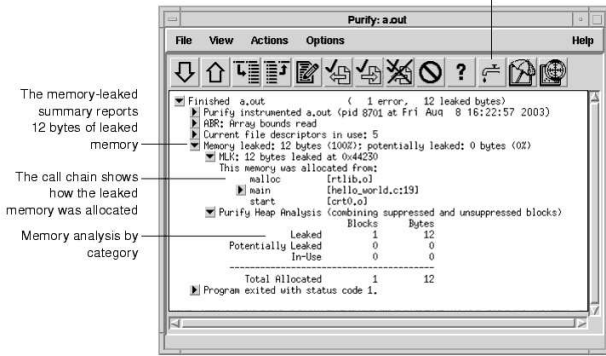 Purify: a.out
File View Actions Options Help
?
Finished a.out ( 1 error, 12 leaked bytes)
Purify instrumented a.out (pid 8701 at Fri Aug 8 16:22:57 2003)
ABR: Array bounds read
Current file descriptors in use: 5
Memory leaked: 12 bytes (100%); potentially leaked: 0 bytes (0%)
MLK: 12 bytes leaked at 0x44230
This memory was allocated from:
malloc [rtlib.o]
main [hello_world.c:19]
start [crt0.o]
Purify Heap Analysis (combining suppressed and unsuppressed blocks)
Blocks Bytes
Leaked 1 12
Potentially Leaked 0 0
In-Use 0 0
----------------------------------------
Total Allocated 1 12
Program exited with status code 1.
The memory-leaked
summary reports
12 bytes of leaked
memory
The call chain shows
how the leaked
memory was allocated
Memory analysis by
category